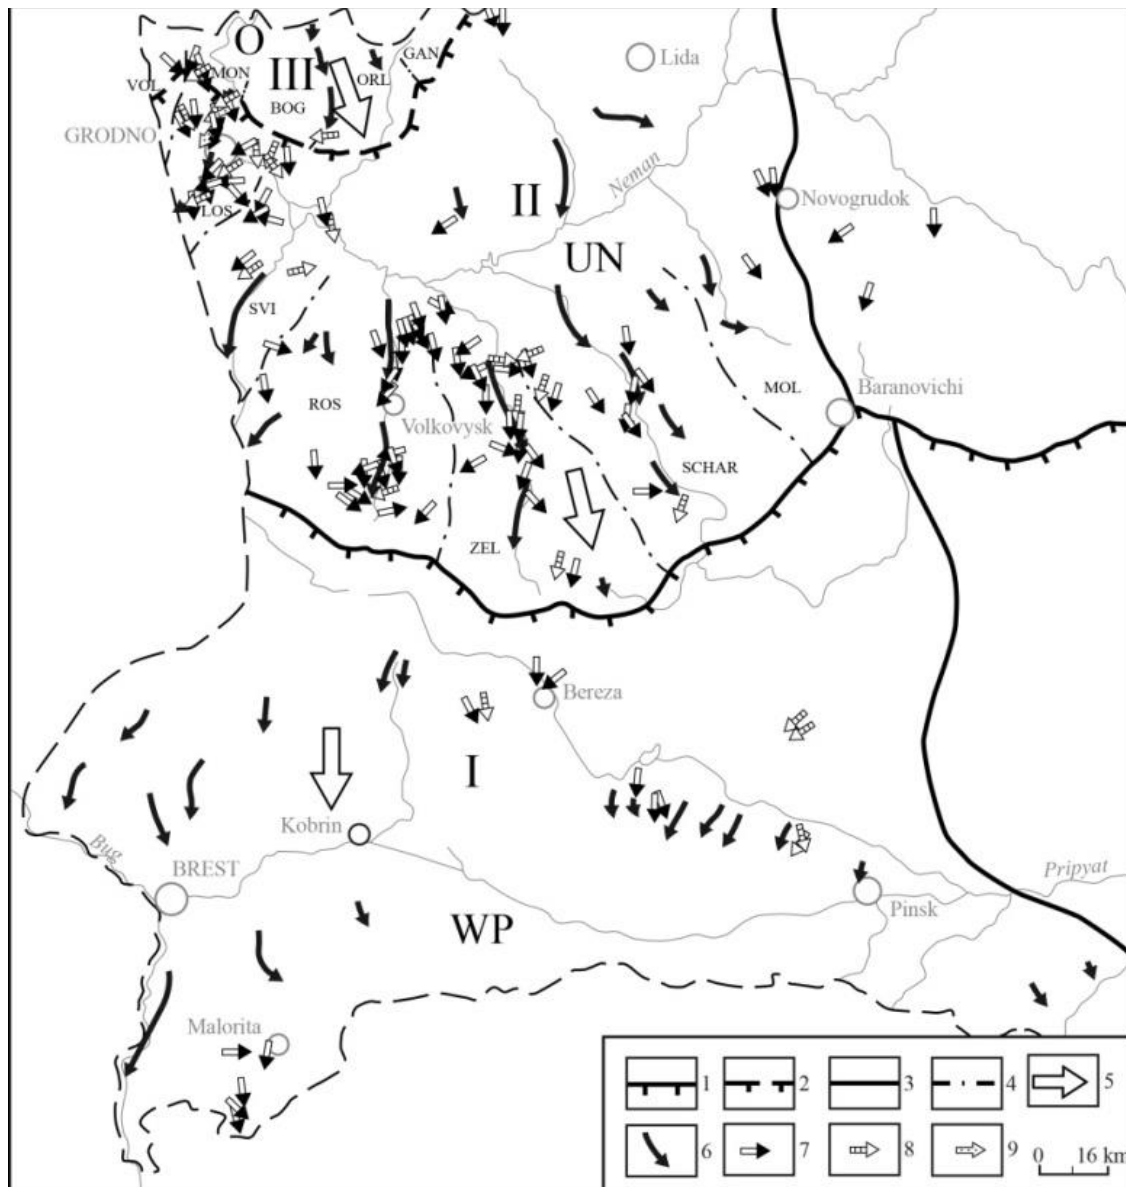 O
GAN
Lida
MON
III
ORL
VOL
BOG
GRODNO
Neman
II
Novogrudok
LOS
UN
SVI
MOL
Baranovichi
ROS
Volkovysk
SCHAR
ZEL
Bereza
I
Kobrin
Bug
BREST
Pripyat
Pinsk
WP
Malorita
1 2 3 4 5
6 7 8 9 0 16 km